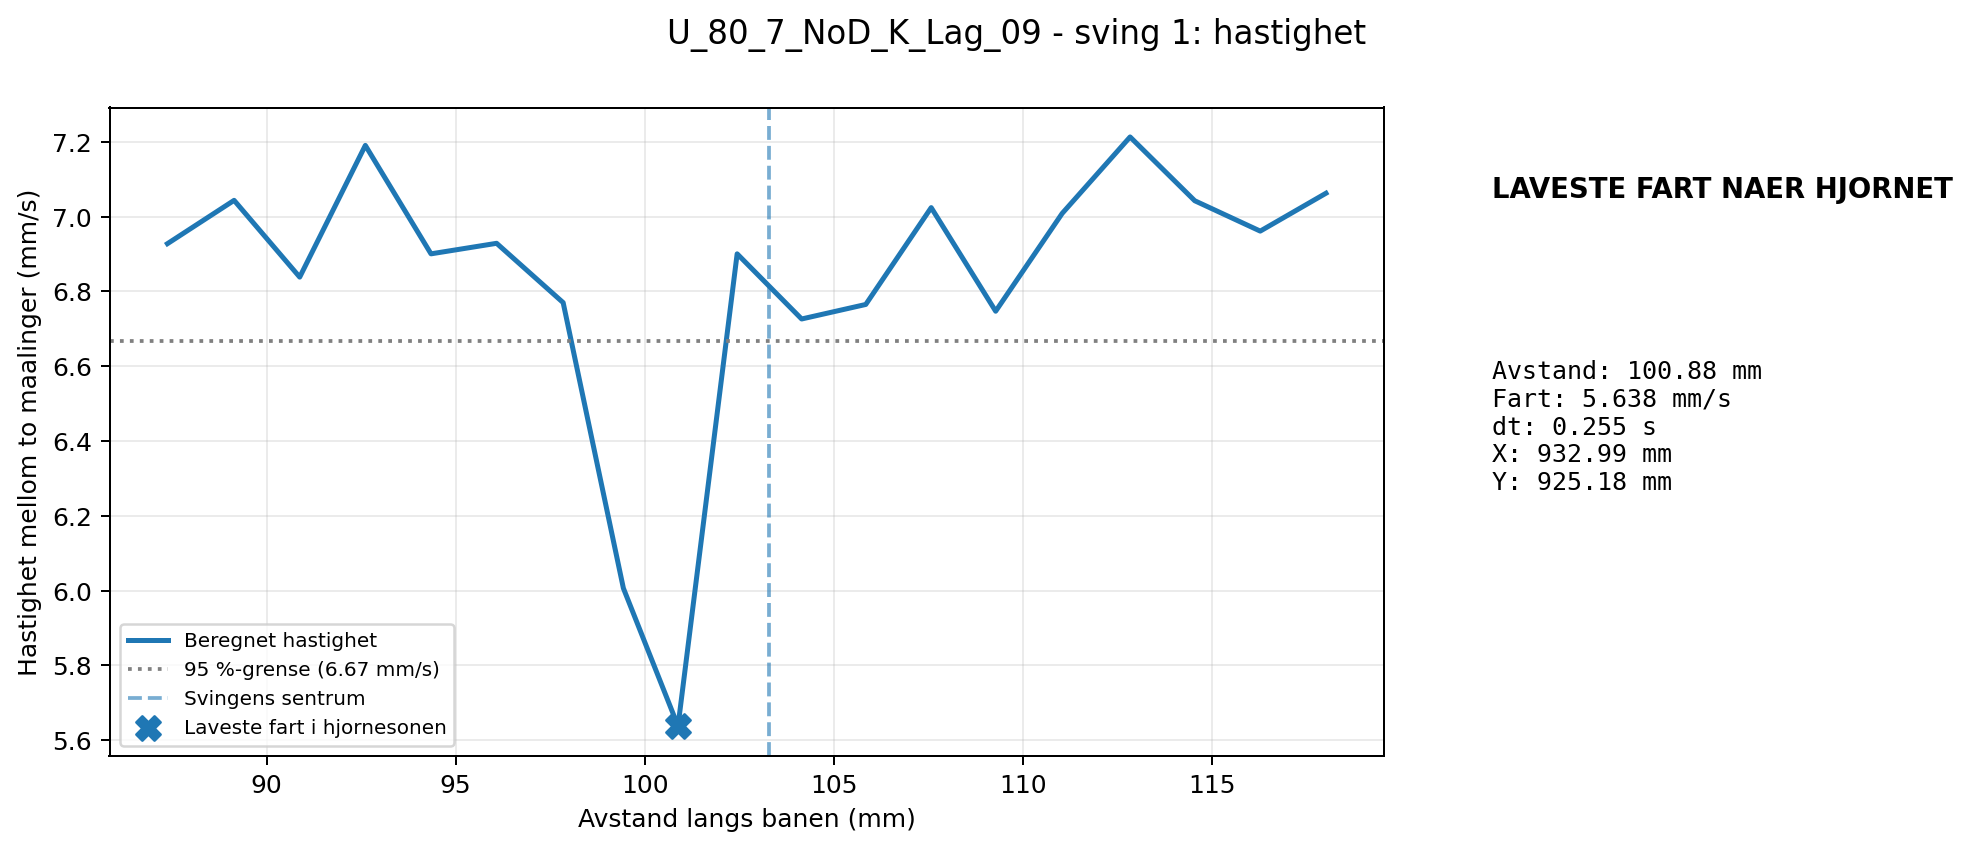 U_80_7_NoD_K_Lag_09 - sving 1: hastighet
Hastighet mellom to maalinger (mm/s)
7.2
7.0
6.8
6.6
6.4
6.2
6.0
5.8
5.6
Beregnet hastighet
95 %-grense (6.67 mm/s)
Svingens sentrum
Laveste fart i hjornesonen
90 95 100 105 110 115
Avstand langs banen (mm)
LAVESTE FART NAER HJORNET
Avstand: 100.88 mm
Fart: 5.638 mm/s
dt: 0.255 s
X: 932.99 mm
Y: 925.18 mm